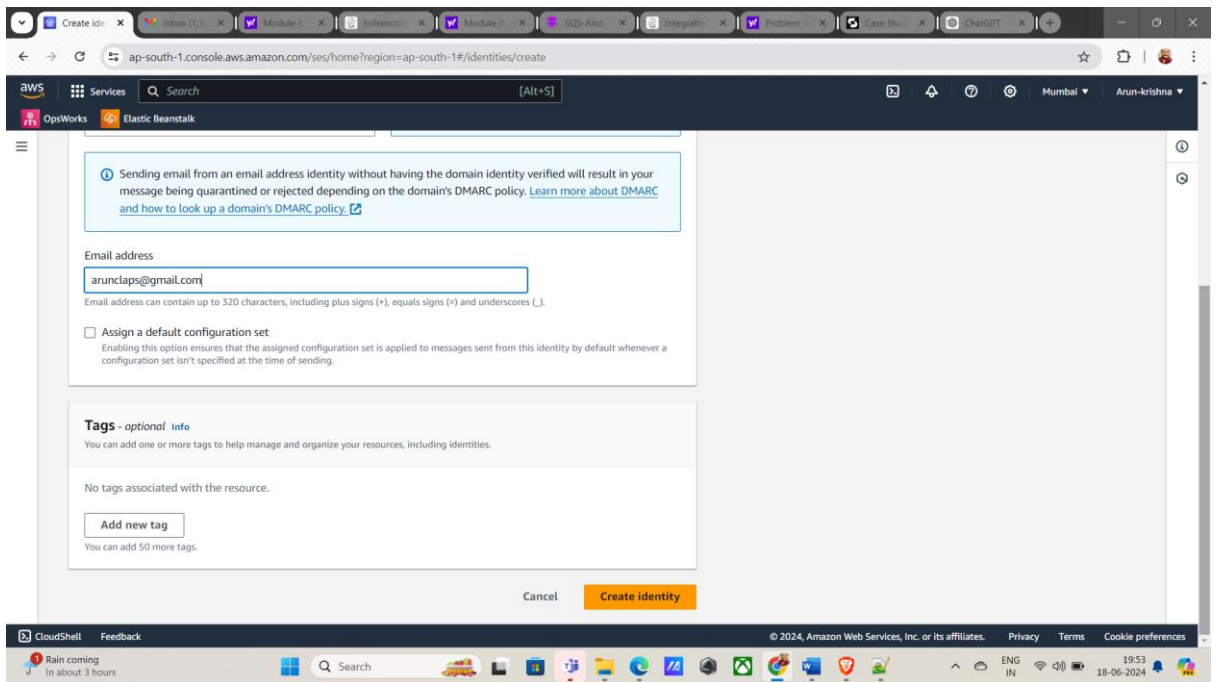 Create ide
Inbox (1,
Module 8:
Enhancing
Module 8:
SQS-And-
Integrating
Problem S
Case Stud
ChatGPT
ap-south-1.console.aws.amazon.com/ses/home?region=ap-south-1#/identities/create
aws
Services
Search
[Alt+S]
Mumbai ▼
Arun-krishna ▼
OpsWorks
Elastic Beanstalk
Sending email from an email address identity without having the domain identity verified will result in your
message being quarantined or rejected depending on the domain's DMARC policy. Learn more about DMARC
and how to look up a domain's DMARC policy.
Email address
arunclaps@gmail.com
Email address can contain up to 320 characters, including plus signs (+), equals signs (=) and underscores (_).
Assign a default configuration set
Enabling this option ensures that the assigned configuration set is applied to messages sent from this identity by default whenever a
configuration set isn't specified at the time of sending.
Tags - optional Info
You can add one or more tags to help manage and organize your resources, including identities.
No tags associated with the resource.
Add new tag
You can add 50 more tags.
Cancel
Create identity
CloudShell
Feedback
© 2024, Amazon Web Services, Inc. or its affiliates.
Privacy
Terms
Cookie preferences
1
Rain coming
In about 3 hours
Search
ENG
IN
19:53
18-06-2024